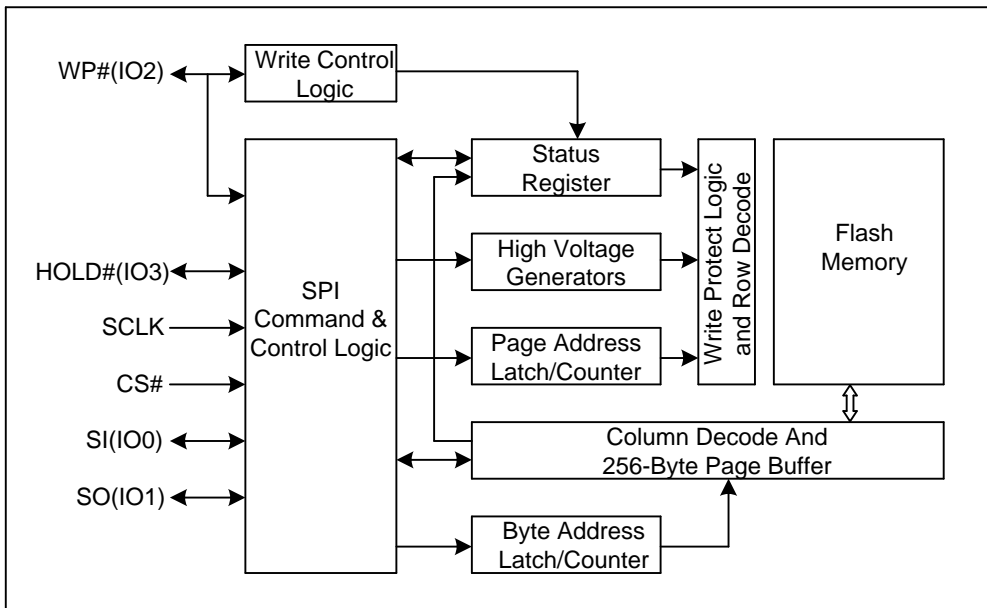 WP#(IO2)
Write Control
Logic
HOLD#(IO3)
SCLK
CS#
SI(IO0)
SO(IO1)
SPI
Command &
Control Logic
Status
Register
High Voltage
Generators
Page Address
Latch/Counter
Write Protect Logic
and Row Decode
Flash
Memory
Column Decode And
256-Byte Page Buffer
Byte Address
Latch/Counter